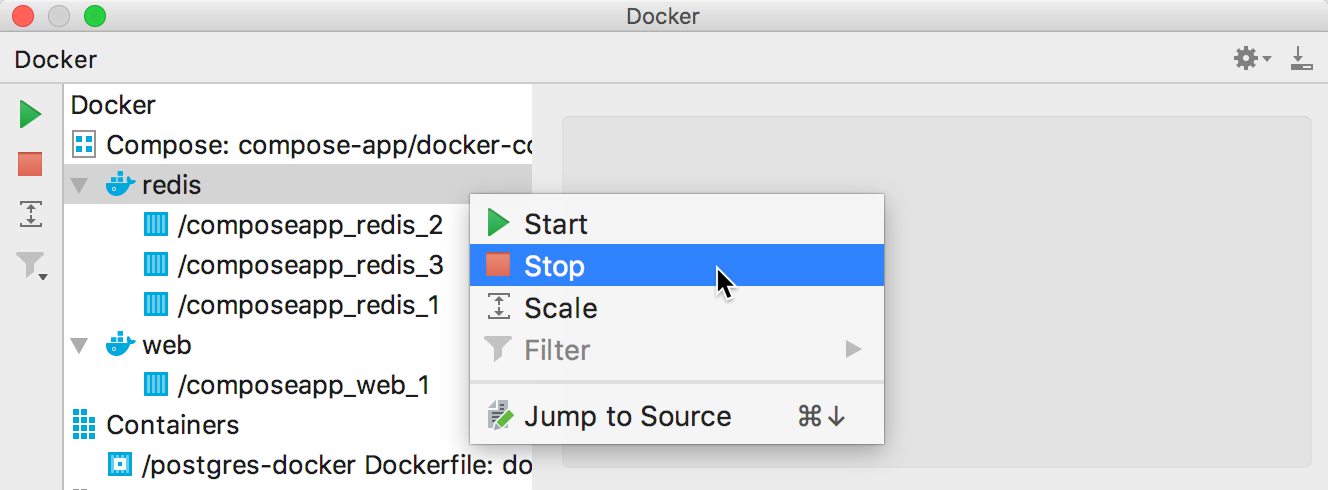 Docker
Docker
Docker
Compose: compose-app/docker-co
redis
/composeapp_redis_2
/composeapp_redis_3
/composeapp_redis_1
web
/composeapp_web_1
Containers
/postgres-docker Dockerfile: do
Start
Stop
Scale
Filter
Jump to Source ⌘↓